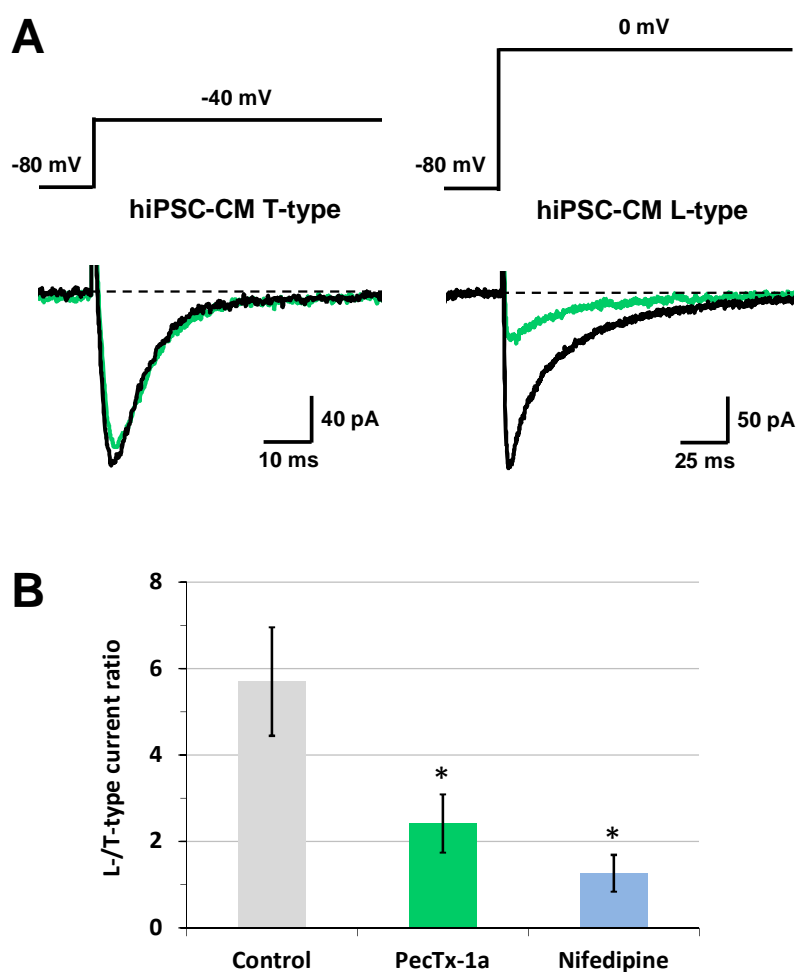 A
-40 mV
-80 mV
hiPSC-CM T-type
40 pA
10 ms
0 mV
-80 mV
hiPSC-CM L-type
50 pA
25 ms
B
L-/T-type current ratio
8
6
4
2
0
*
*
Control
PecTx-1a
Nifedipine